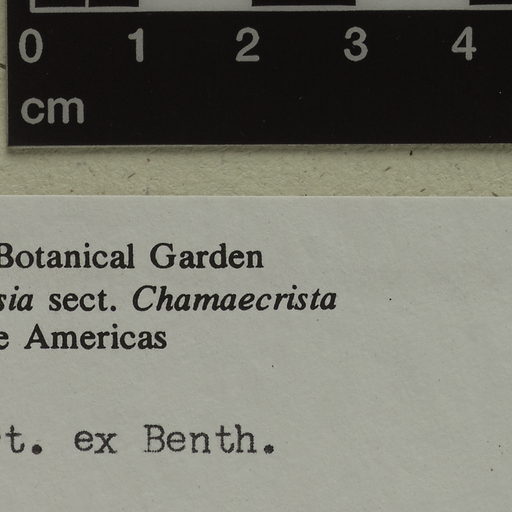 0 1 2 3 4
cm
Botanical Garden
sia sect. Chamaecrista
e Americas
t. ex Benth.